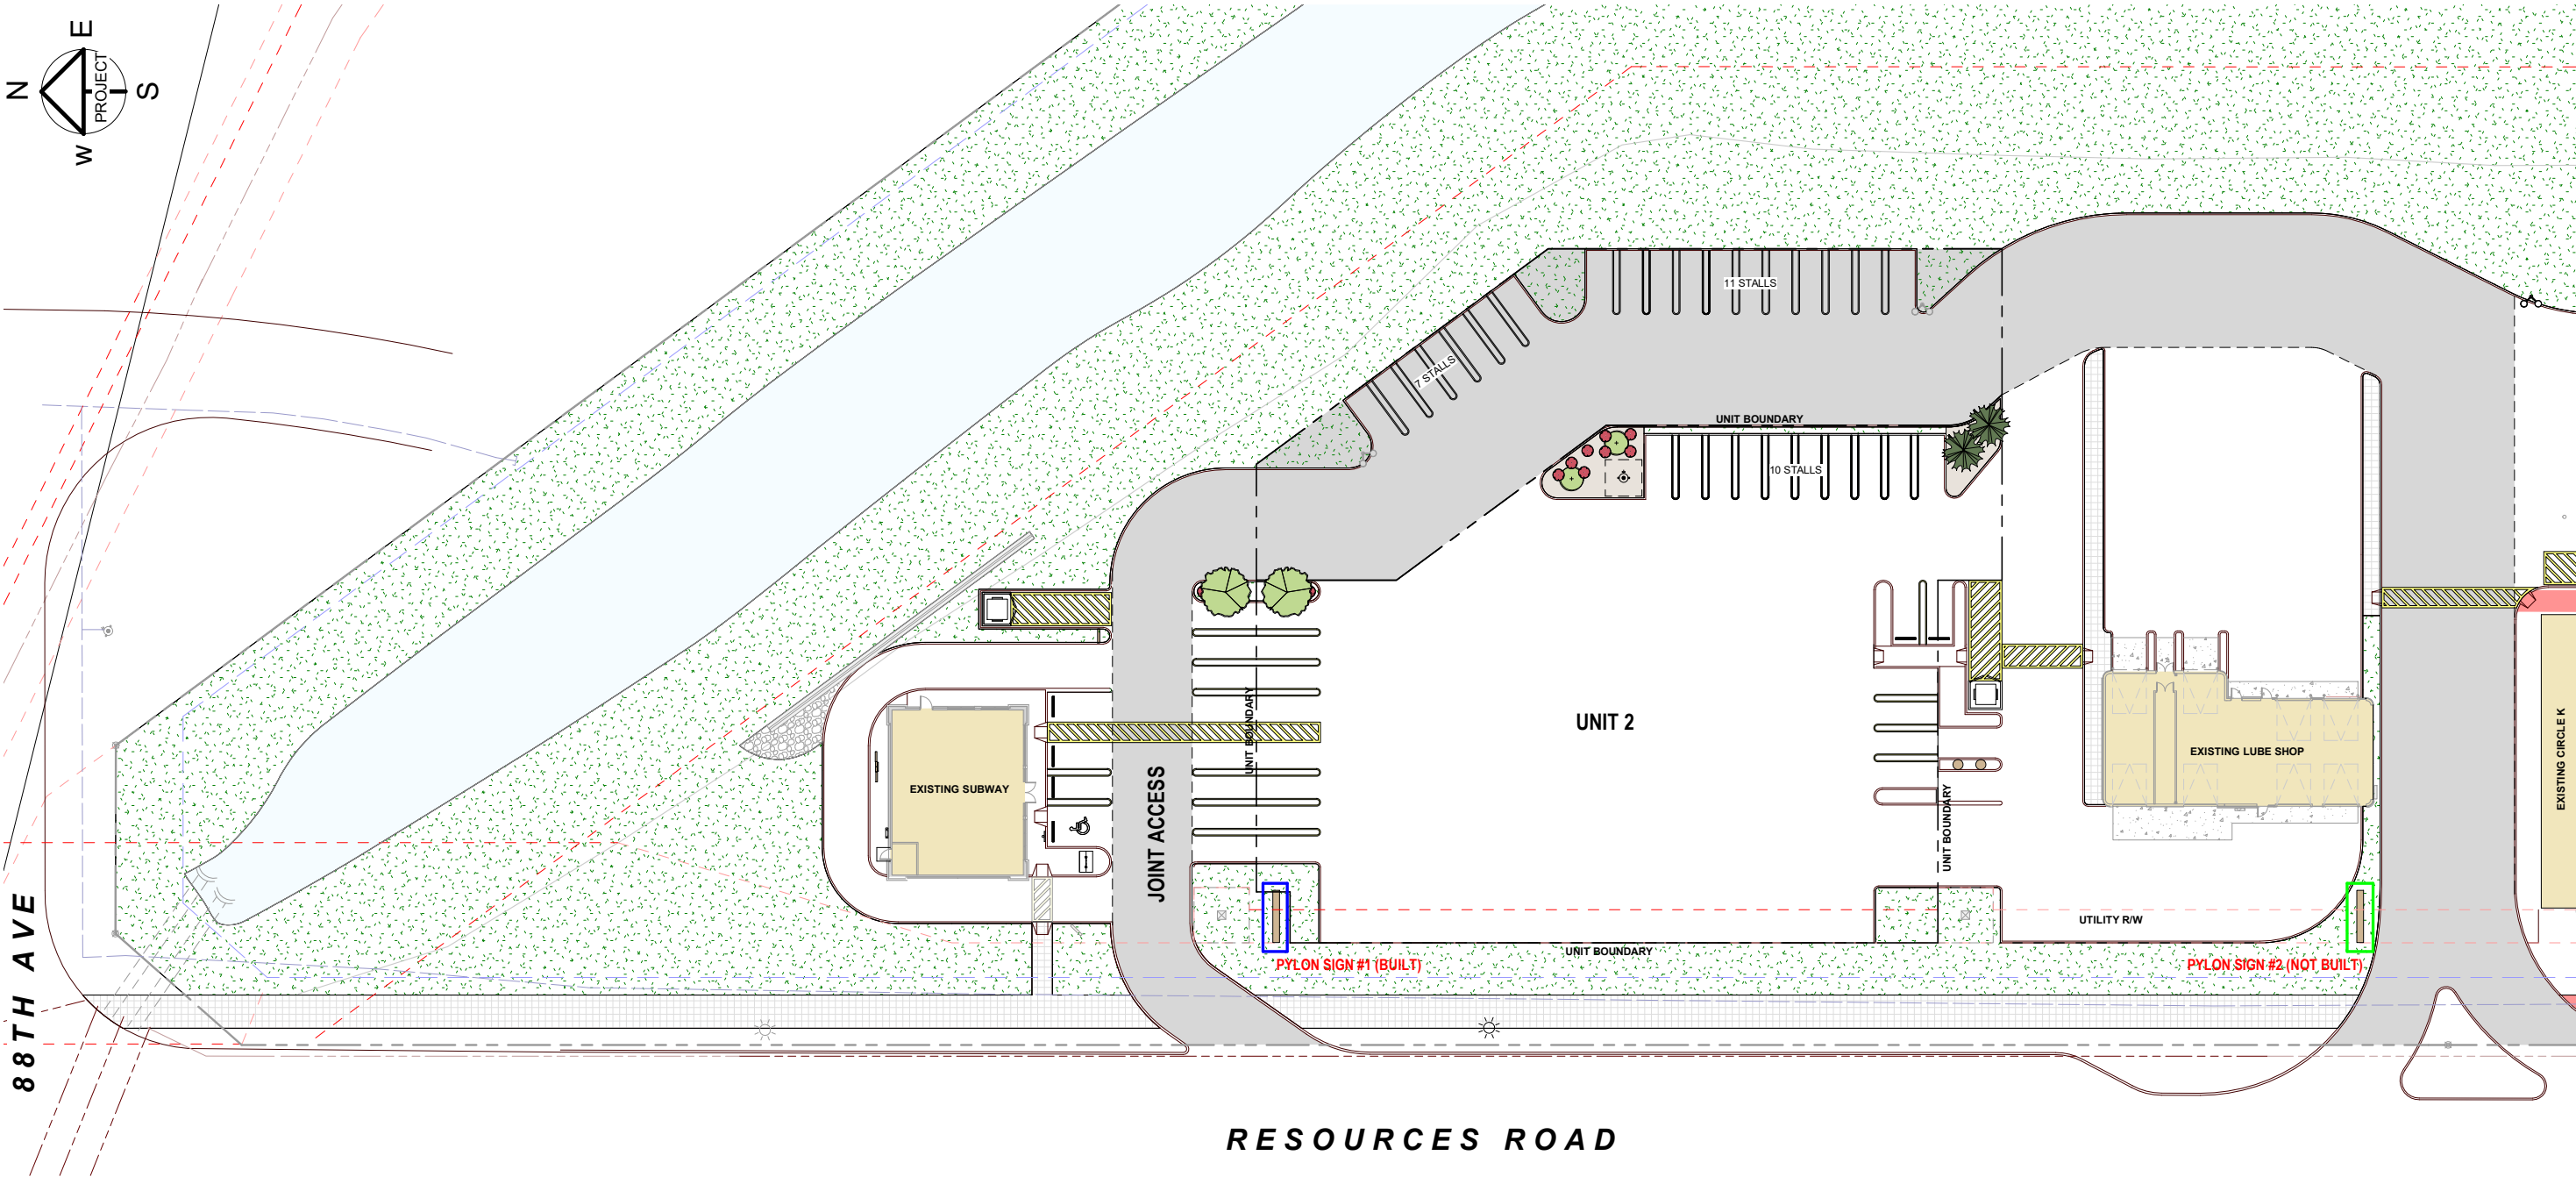 E
N
PROJECT
S
W
11 STALLS
7 STALLS
UNIT BOUNDARY
10 STALLS
UNIT BOUNDARY
UNIT 2
EXISTING LUBE SHOP
EXISTING CIRCLE K
EXISTING SUBWAY
JOINT ACCESS
UNIT BOUNDARY
UTILITY R/W
UNIT BOUNDARY
PYLON SIGN #1 (BUILT)
PYLON SIGN #2 (NOT BUILT)
88TH AVE
RESOURCES ROAD